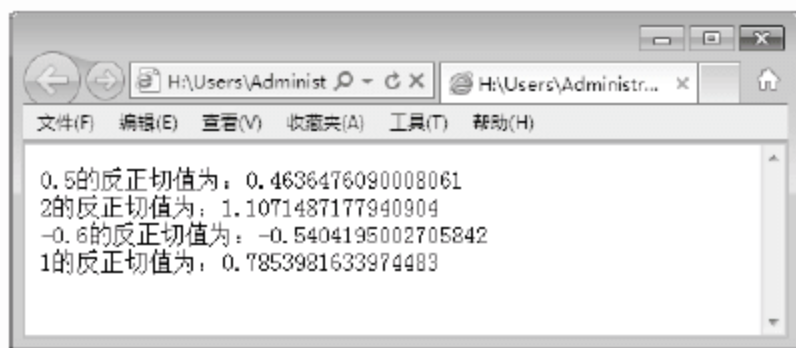 H:\Users\Administ
H:\Users\Administr...
文件(F) 编辑(E) 查看(V) 收藏夹(A) 工具(T) 帮助(H)
0.5的反正切值为：0.4636476090008061
2的反正切值为：1.1071487177940904
-0.6的反正切值为：-0.5404195002705842
1的反正切值为：0.7853981633974483